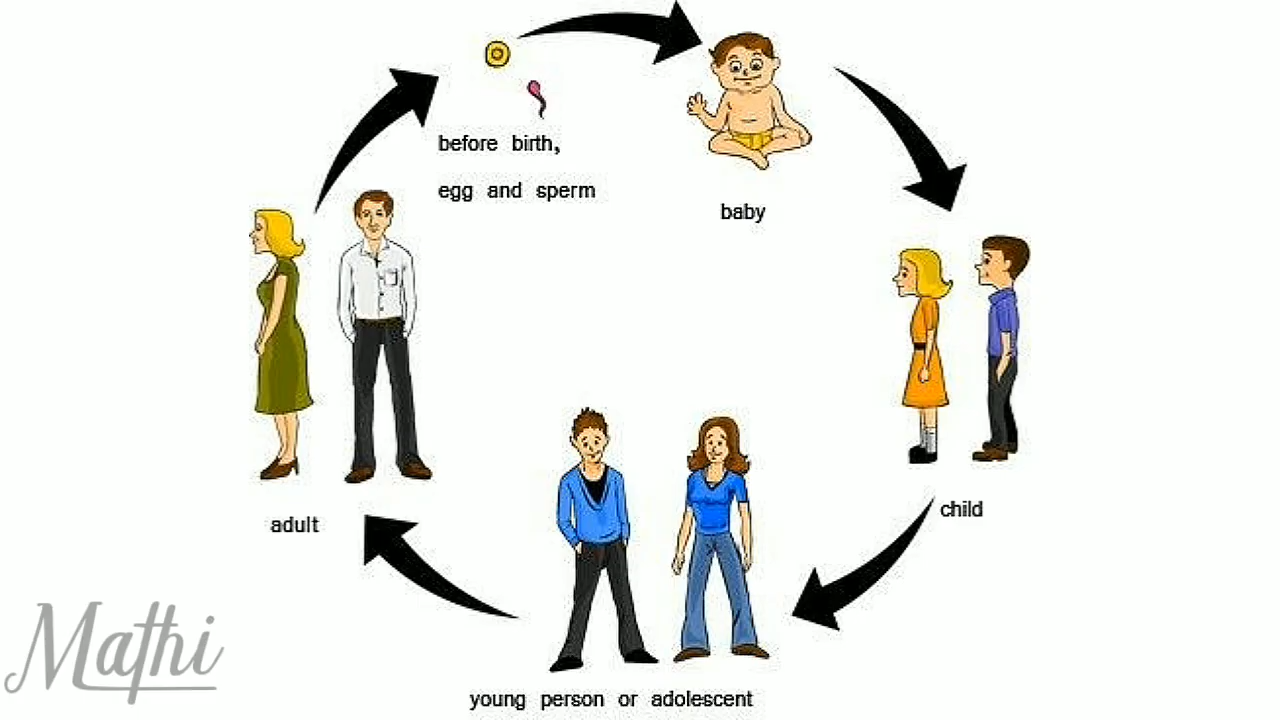 before birth,
egg and sperm
baby
child
adult
young person or adolescent
Mathi